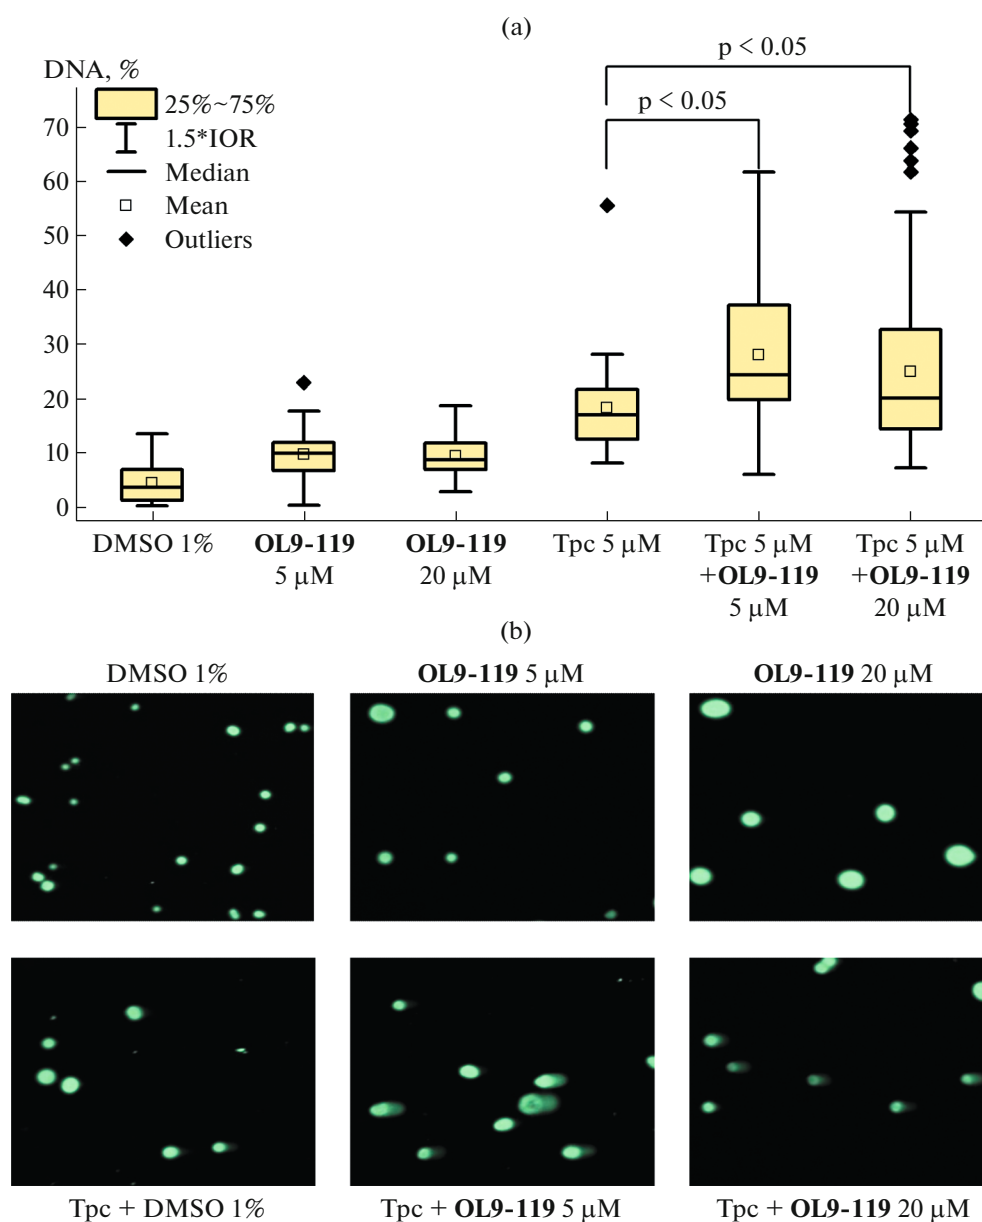 (a)
DNA, %
25%~75%
1.5*IOR
Median
Mean
Outliers
p < 0.05
p < 0.05
70
60
50
40
30
20
10
0
DMSO 1%
OL9-119
5 μM
OL9-119
20 μM
Tpc 5 μM
Tpc 5 μM
+OL9-119
5 μM
Tpc 5 μM
+OL9-119
20 μM
(b)
DMSO 1%
OL9-119 5 μM
OL9-119 20 μM
Tpc + DMSO 1%
Tpc + OL9-119 5 μM
Tpc + OL9-119 20 μM